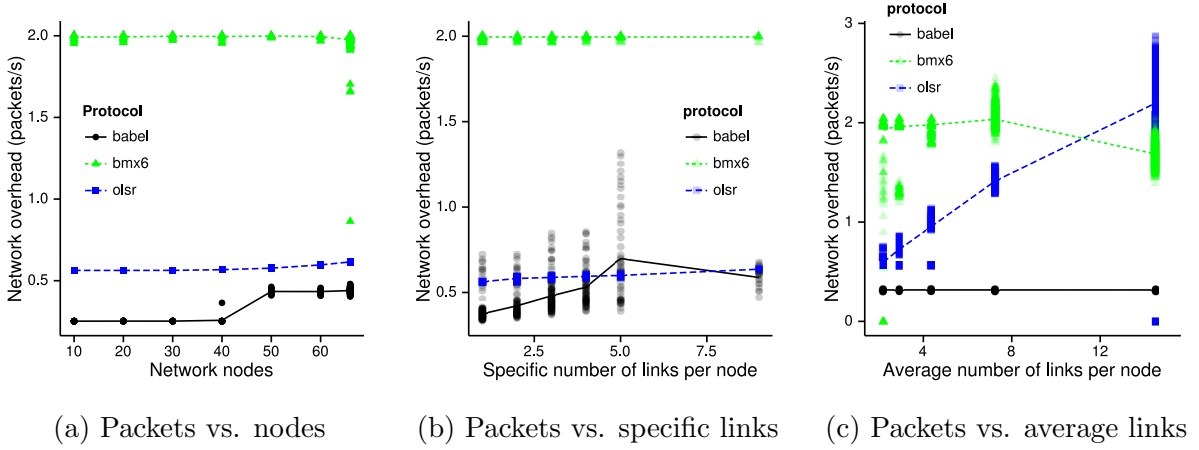 Network overhead (packets/s)
2.0
1.5
1.0
0.5
Protocol
babel
bmx6
olsr
10 20 30 40 50 60
Network nodes
(a) Packets vs. nodes
Network overhead (packets/s)
2.0
1.5
1.0
0.5
protocol
babel
bmx6
olsr
2.5 5.0 7.5
Specific number of links per node
(b) Packets vs. specific links
Network overhead (packets/s)
3
2
1
0
protocol
babel
bmx6
olsr
4 8 12
Average number of links per node
(c) Packets vs. average links